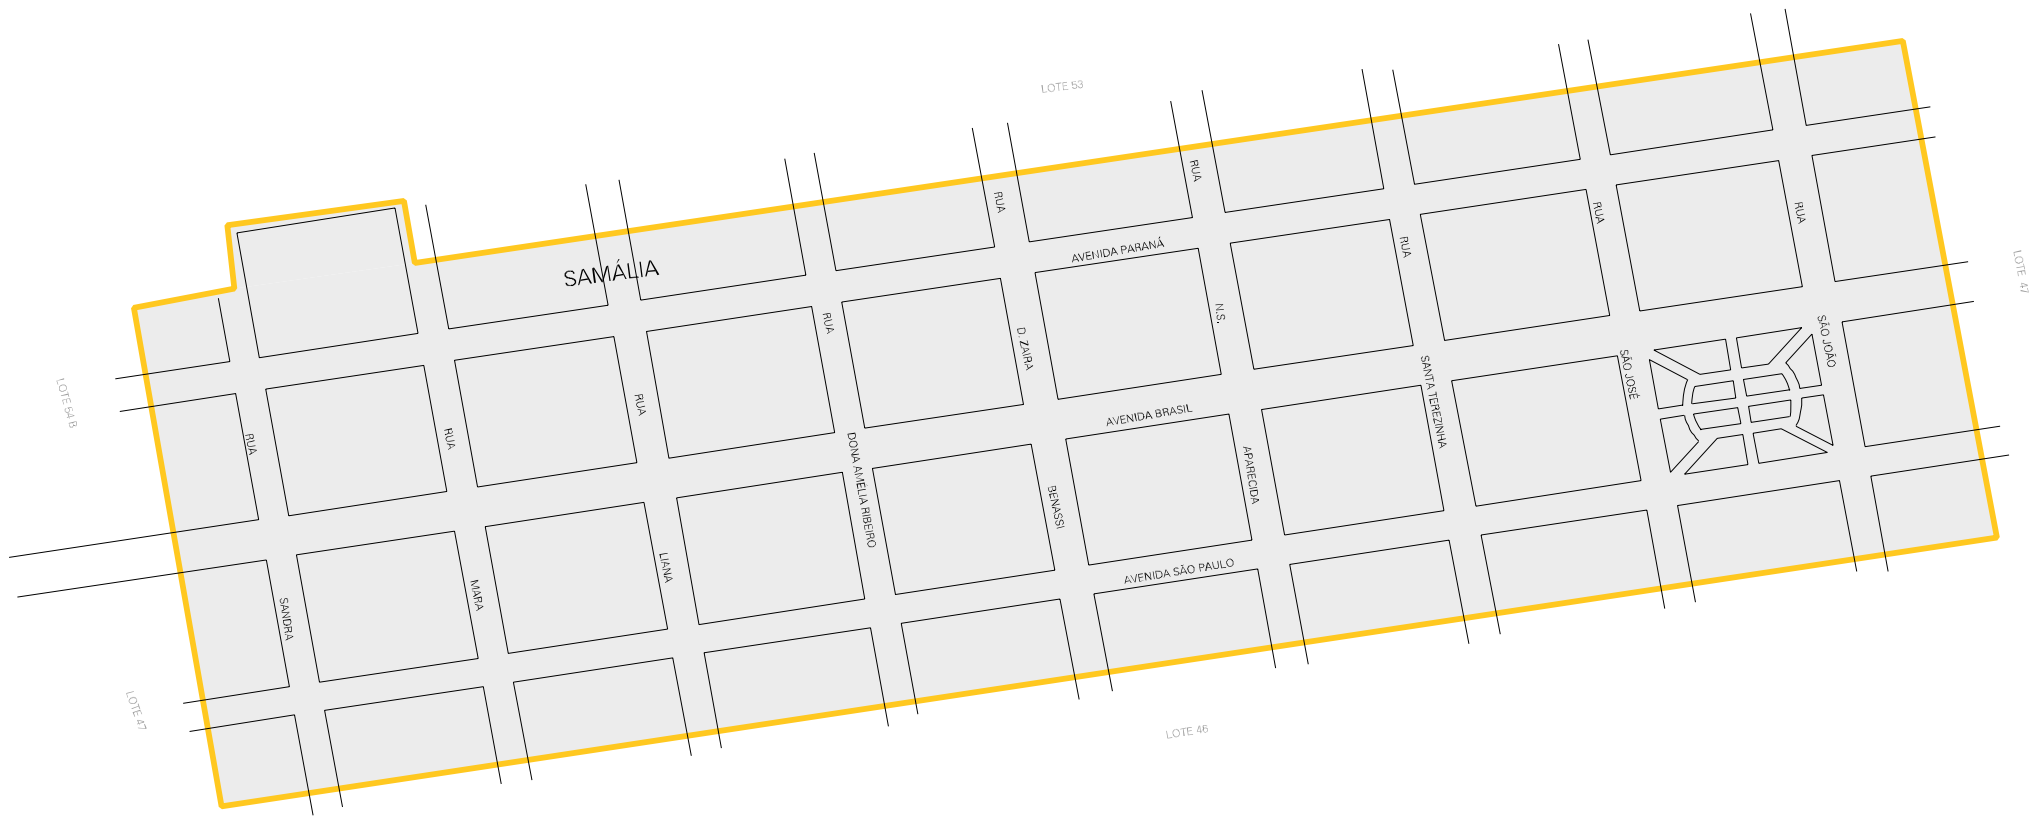 LOTE 53
SAMÁLIA
LOTE 54 B
LOTE 47
LOTE 47
LOTE 46
AVENIDA PARANÁ
AVENIDA BRASIL
AVENIDA SÃO PAULO
RUA SANDRA
RUA MARA
RUA LIANA
RUA DONA AMELIA RIBEIRO
RUA D. ZAIRA BENASSI
RUA N.S. APARECIDA
RUA SANTA TEREZINHA
RUA SÃO JOSÉ
RUA SÃO JOÃO